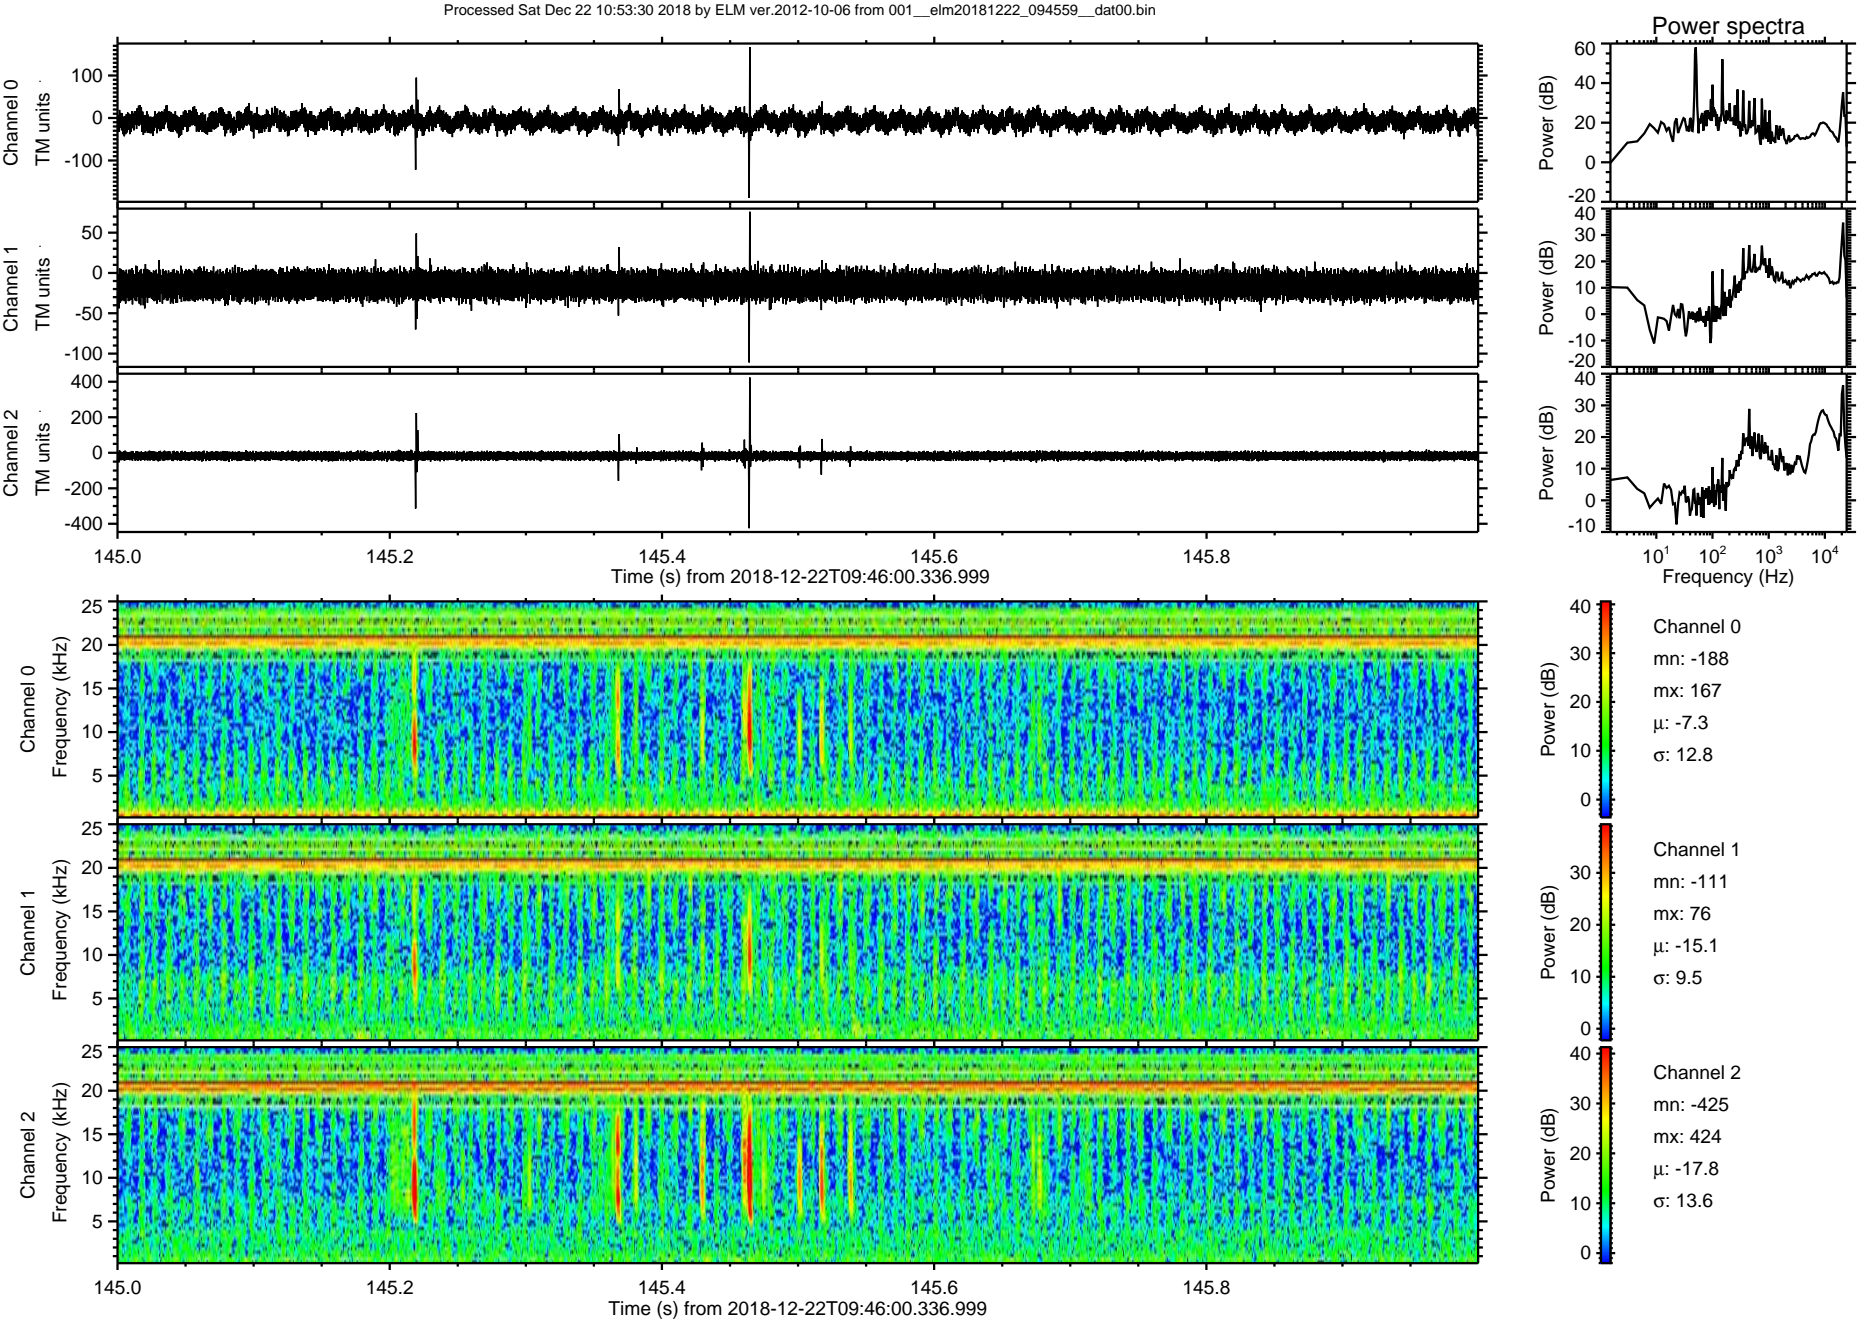 Processed Sat Dec 22 10:53:30 2018 by ELM ver.2012-10-06 from 001__elm20181222_094559__dat00.bin
Power spectra
Channel 0
TM units
100
0
-100
Power (dB)
60
40
20
0
-20
Channel 1
TM units
50
0
-50
-100
Power (dB)
40
30
20
10
0
-10
-20
Channel 2
TM units
400
200
0
-200
-400
Power (dB)
40
30
20
10
0
-10
145.0 145.2 145.4 145.6 145.8
Time (s) from 2018-12-22T09:46:00.336.999
10^1 10^2 10^3 10^4
Frequency (Hz)
Channel 0
Frequency (kHz)
25
20
15
10
5
Power (dB)
40
30
20
10
0
Channel 0
mn: -188
mx: 167
μ: -7.3
σ: 12.8
Channel 1
Frequency (kHz)
25
20
15
10
5
Power (dB)
30
20
10
0
Channel 1
mn: -111
mx: 76
μ: -15.1
σ: 9.5
Channel 2
Frequency (kHz)
25
20
15
10
5
Power (dB)
40
30
20
10
0
Channel 2
mn: -425
mx: 424
μ: -17.8
σ: 13.6
145.0 145.2 145.4 145.6 145.8
Time (s) from 2018-12-22T09:46:00.336.999